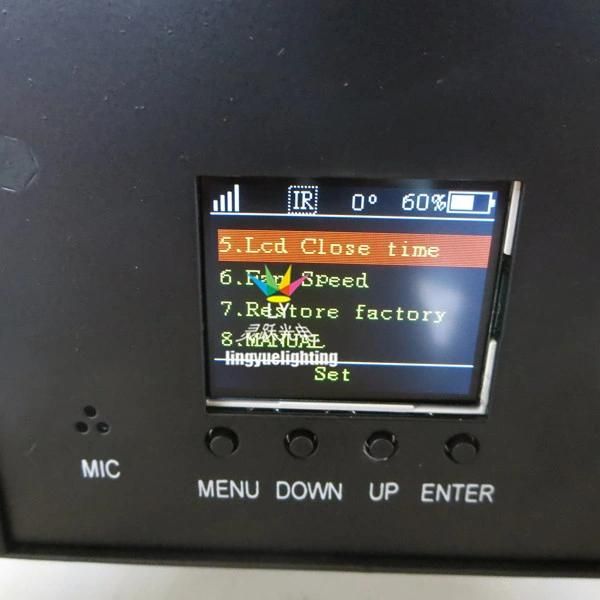 IR 0° 60%
5.Lcd Close time
6.Fan Speed
7.Restore factory
LY
灵跃光电
8.MANUAL
lingyuelighting
Set
MIC
MENU DOWN UP ENTER